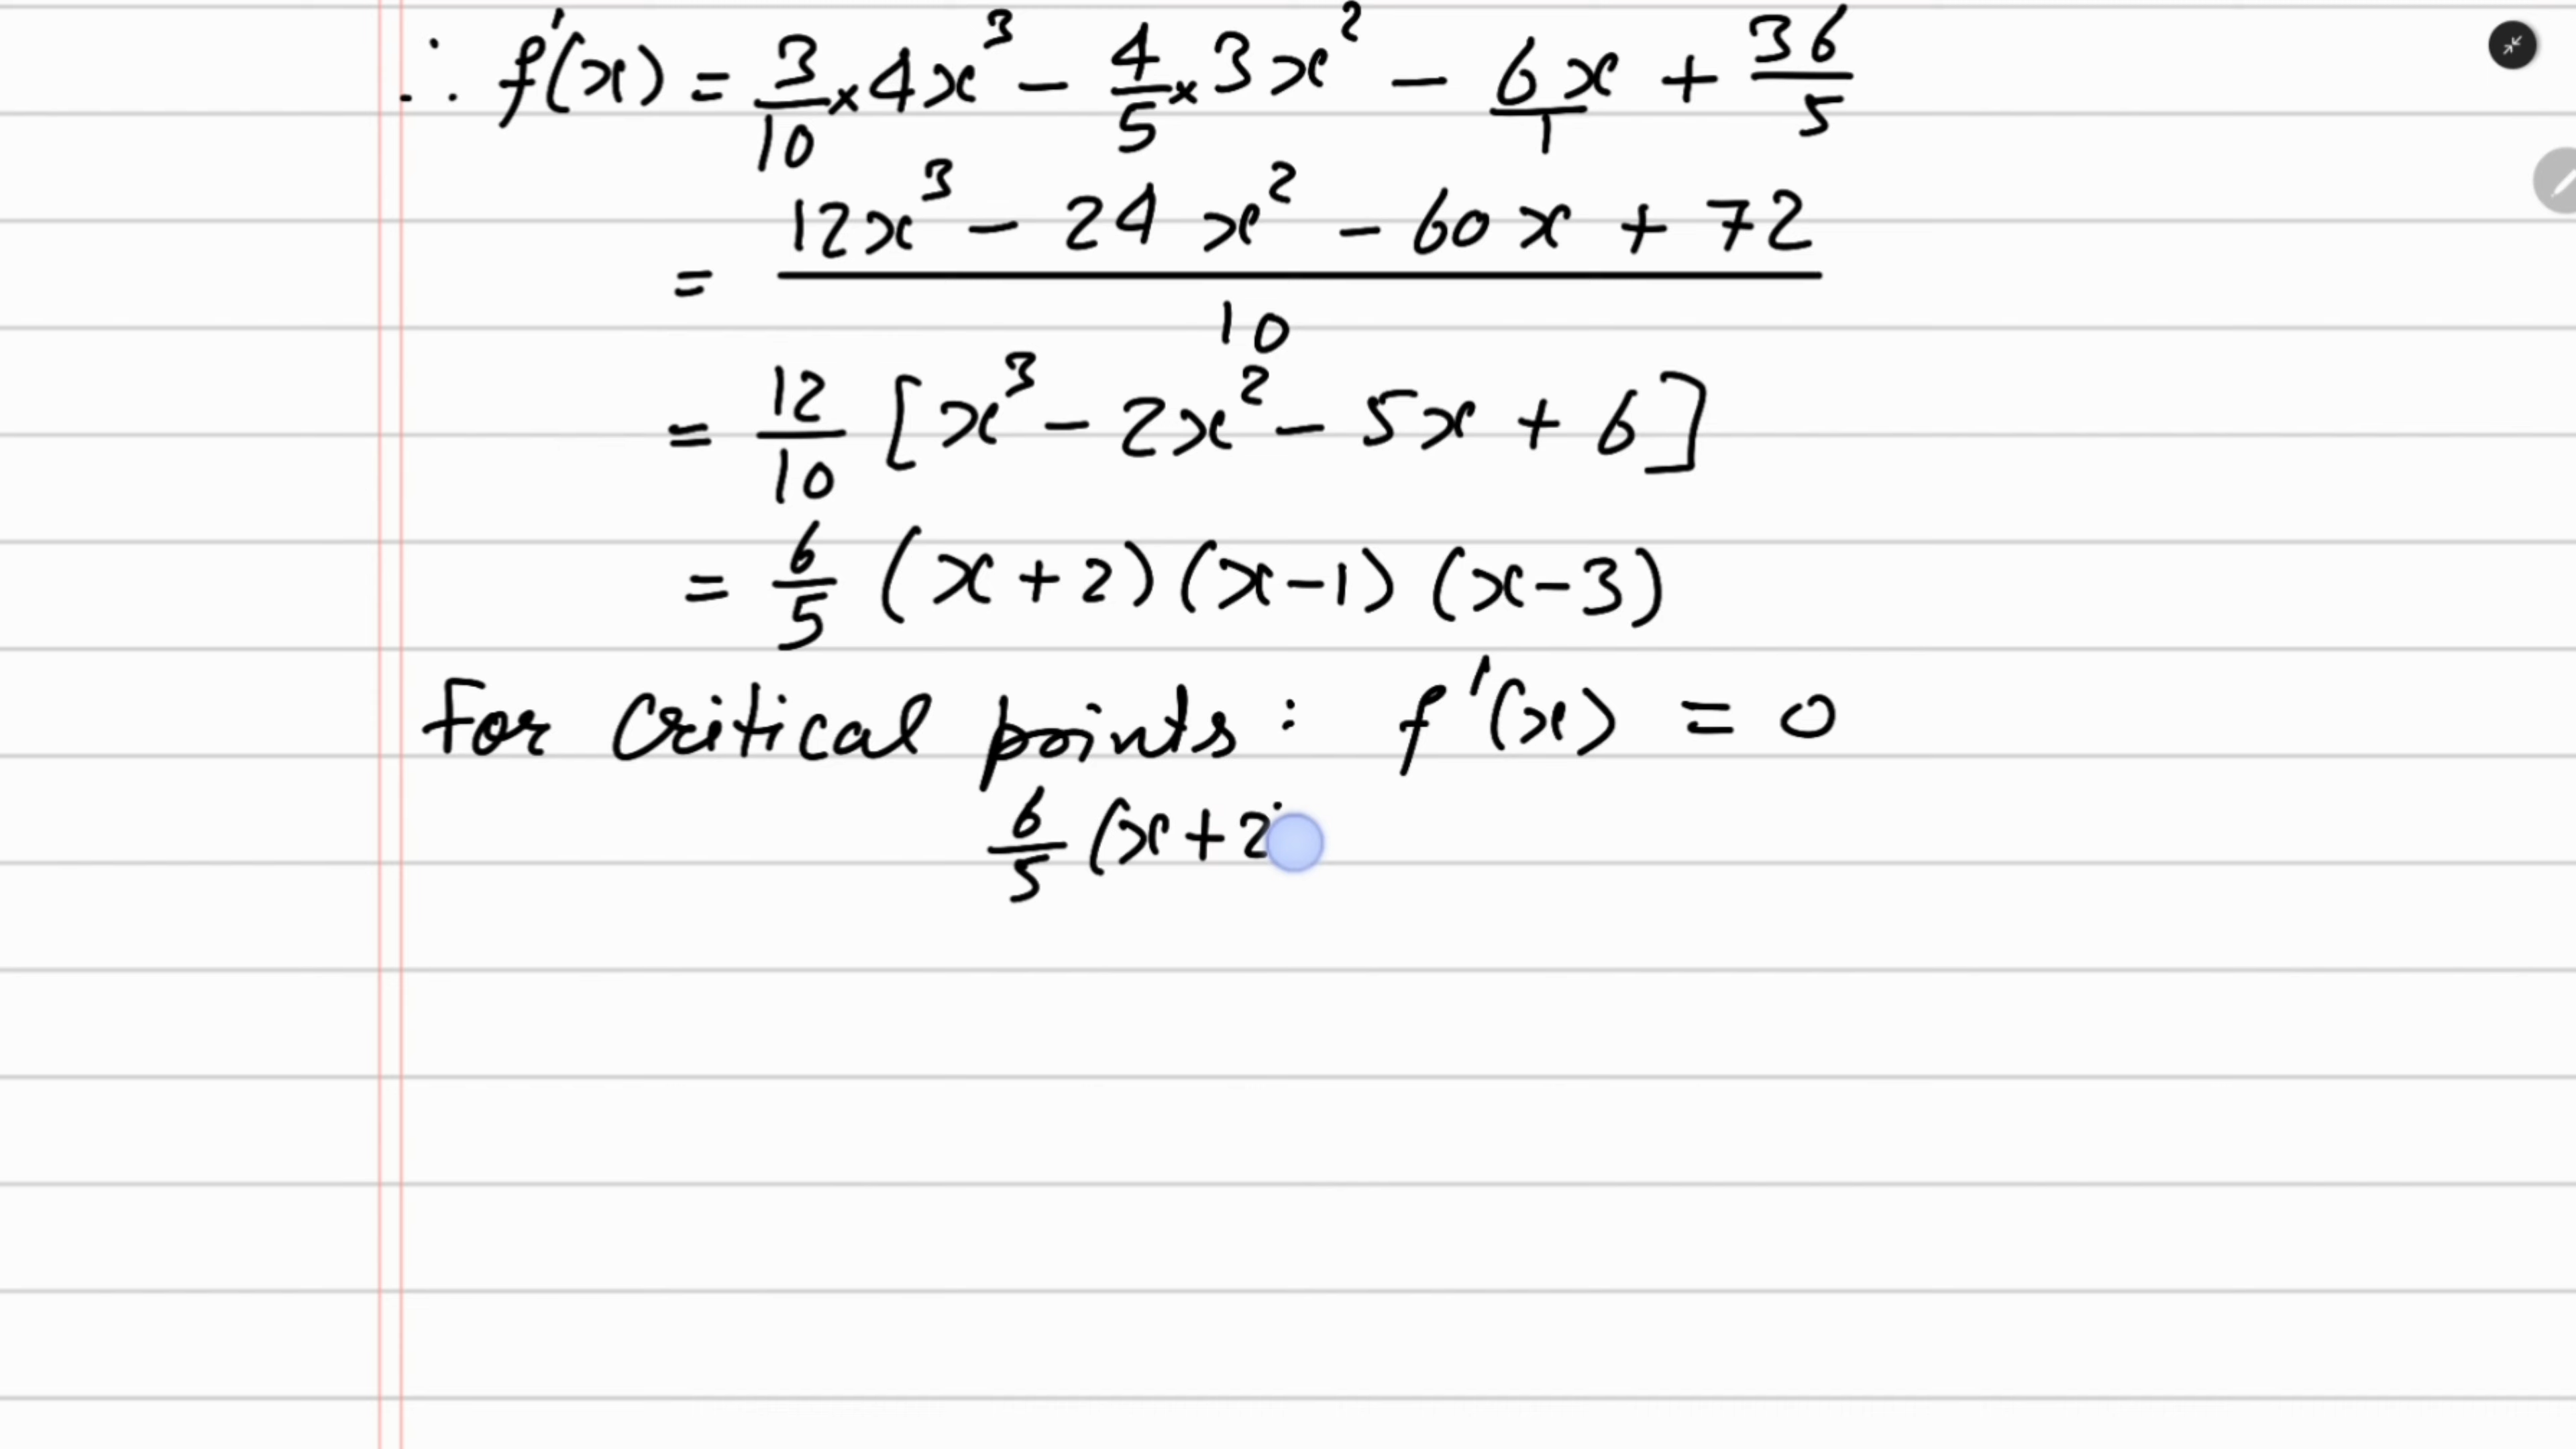 ∴ f'(x) = 3/10 × 4x³ − 4/5 × 3x² − 6x/1 + 36/5
= (12x³ − 24x² − 60x + 72)/10
= 12/10 [x³ − 2x² − 5x + 6]
= 6/5 (x+2)(x−1)(x−3)
For critical points : f'(x) = 0
6/5 (x+2